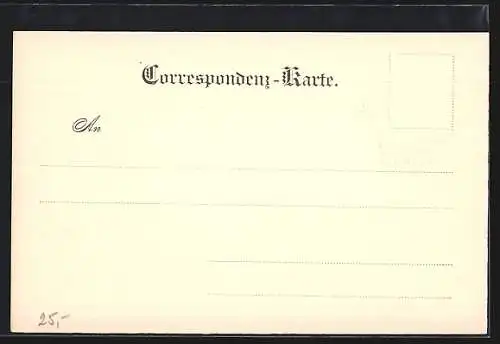 Correspondenz-Karte.
An
25,-